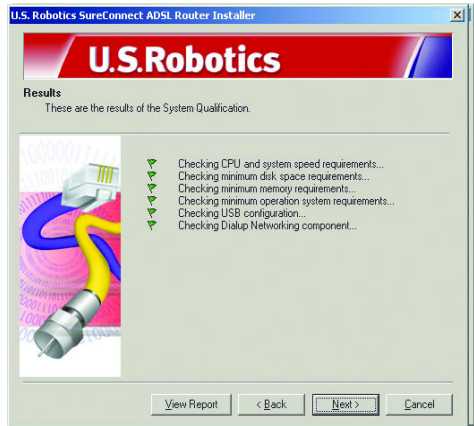 U.S. Robotics SureConnect ADSL Router Installer
U.S.Robotics
Results
These are the results of the System Qualification.
Checking CPU and system speed requirements...
Checking minimum disk space requirements...
Checking minimum memory requirements...
Checking minimum operation system requirements...
Checking USB configuration...
Checking Dialup Networking component...
View Report
< Back
Next >
Cancel